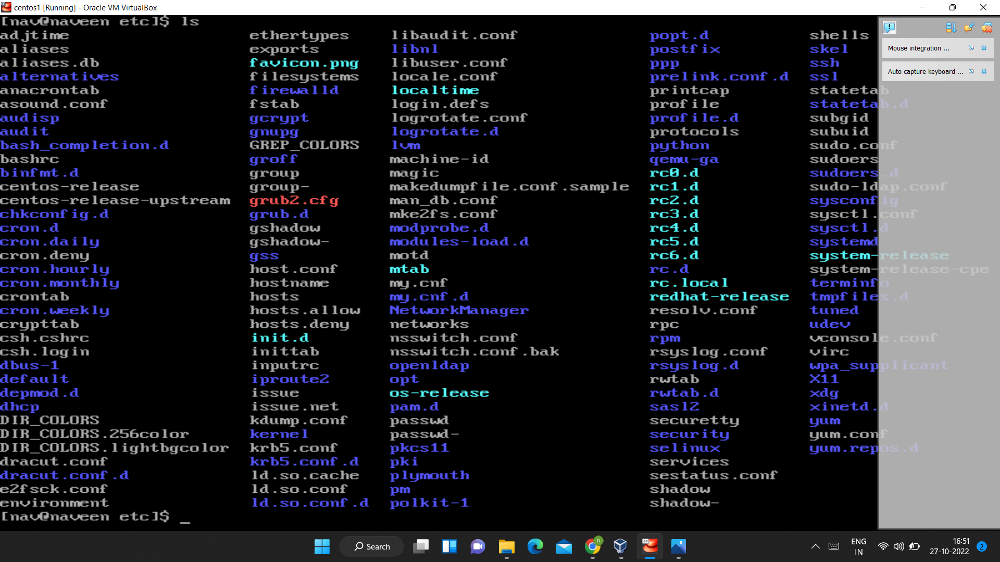 centos1 [Running] - Oracle VM VirtualBox
[nav@naveen etc]$ ls
adjtime ethertypes libaudit.conf popt.d shells
aliases exports libnl postfix skel
aliases.db favicon.png libuser.conf ppp ssh
alternatives filesystems locale.conf prelink.conf.d ssl
anacrontab firewalld localtime printcap statetab
asound.conf fstab login.defs profile statetab.d
audisp gcrypt logrotate.conf profile.d subgid
audit gnupg logrotate.d protocols subuid
bash_completion.d GREP_COLORS lvm python sudo.conf
bashrc groff machine-id qemu-ga sudoers
binfmt.d group magic rc0.d sudoers.d
centos-release group- makedumpfile.conf.sample rc1.d sudo-ldap.conf
centos-release-upstream grub2.cfg man_db.conf rc2.d sysconfig
chkconfig.d grub.d mke2fs.conf rc3.d sysctl.conf
cron.d gshadow modprobe.d rc4.d sysctl.d
cron.daily gshadow- modules-load.d rc5.d systemd
cron.deny gss motd rc6.d system-release
cron.hourly host.conf mtab rc.d system-release-cpe
cron.monthly hostname my.cnf rc.local terminfo
crontab hosts my.cnf.d redhat-release tmpfiles.d
cron.weekly hosts.allow NetworkManager resolv.conf tuned
crypttab hosts.deny networks rpc udev
csh.cshrc init.d nsswitch.conf rpm vconsole.conf
csh.login inittab nsswitch.conf.bak rsyslog.conf virc
dbus-1 inputrc openldap rsyslog.d wpa_supplicant
default iproute2 opt rwtab X11
depmod.d issue os-release rwtab.d xdg
dhcp issue.net pam.d sasl2 xinetd.d
DIR_COLORS kdump.conf passwd securetty yum
DIR_COLORS.256color kernel passwd- security yum.conf
DIR_COLORS.lightbgcolor krb5.conf pkcs11 selinux yum.repos.d
dracut.conf krb5.conf.d pki services
dracut.conf.d ld.so.cache plymouth sestatus.conf
e2fsck.conf ld.so.conf pm shadow
environment ld.so.conf.d polkit-1 shadow-
[nav@naveen etc]$ _
Mouse integration ...
Auto capture keyboard ...
Search
n
64
ENG
IN
16:51
27-10-2022
2